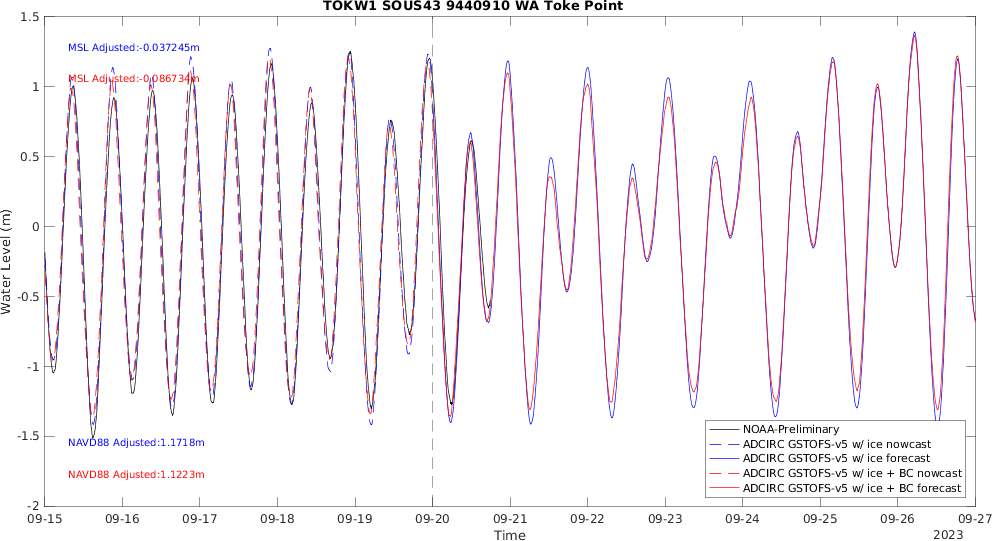 TOKW1 SOUS43 9440910 WA Toke Point
1.5
1
0.5
0
-0.5
-1
-1.5
-2
Water Level (m)
MSL Adjusted:-0.037245m
MSL Adjusted:-0.086734m
NAVD88 Adjusted:1.1718m
NAVD88 Adjusted:1.1223m
NOAA-Preliminary
ADCIRC GSTOFS-v5 w/ ice nowcast
ADCIRC GSTOFS-v5 w/ ice forecast
ADCIRC GSTOFS-v5 w/ ice + BC nowcast
ADCIRC GSTOFS-v5 w/ ice + BC forecast
09-15 09-16 09-17 09-18 09-19 09-20 09-21 09-22 09-23 09-24 09-25 09-26 09-27
Time
2023